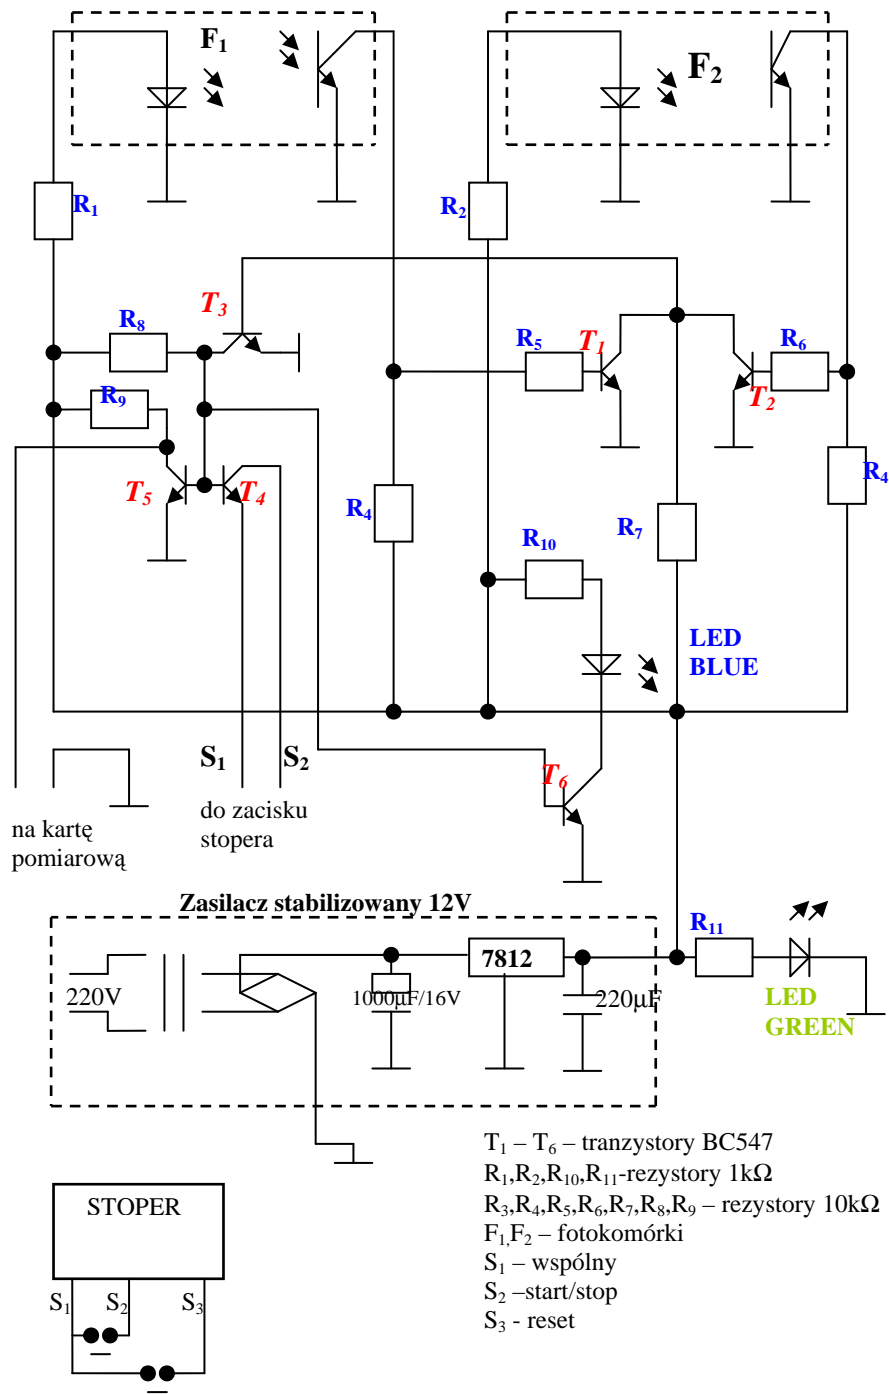 F₁
F₂
R₁
R₂
T₃
R₈
R₅
T₁
R₆
R₉
T₂
T₅
T₄
R₄
R₄
R₇
R₁₀
LED
BLUE
S₁
S₂
T₆
na kartę
pomiarową
do zacisku
stopera
Zasilacz stabilizowany 12V
R₁₁
220V
1000µF/16V
7812
220µF
LED
GREEN
T₁ – T₆ – tranzystory BC547
R₁,R₂,R₁₀,R₁₁-rezystory 1kΩ
R₃,R₄,R₅,R₆,R₇,R₈,R₉ – rezystory 10kΩ
F₁,F₂ – fotokomórki
S₁ – wspólny
S₂ –start/stop
S₃ - reset
STOPER
S₁
S₂
S₃